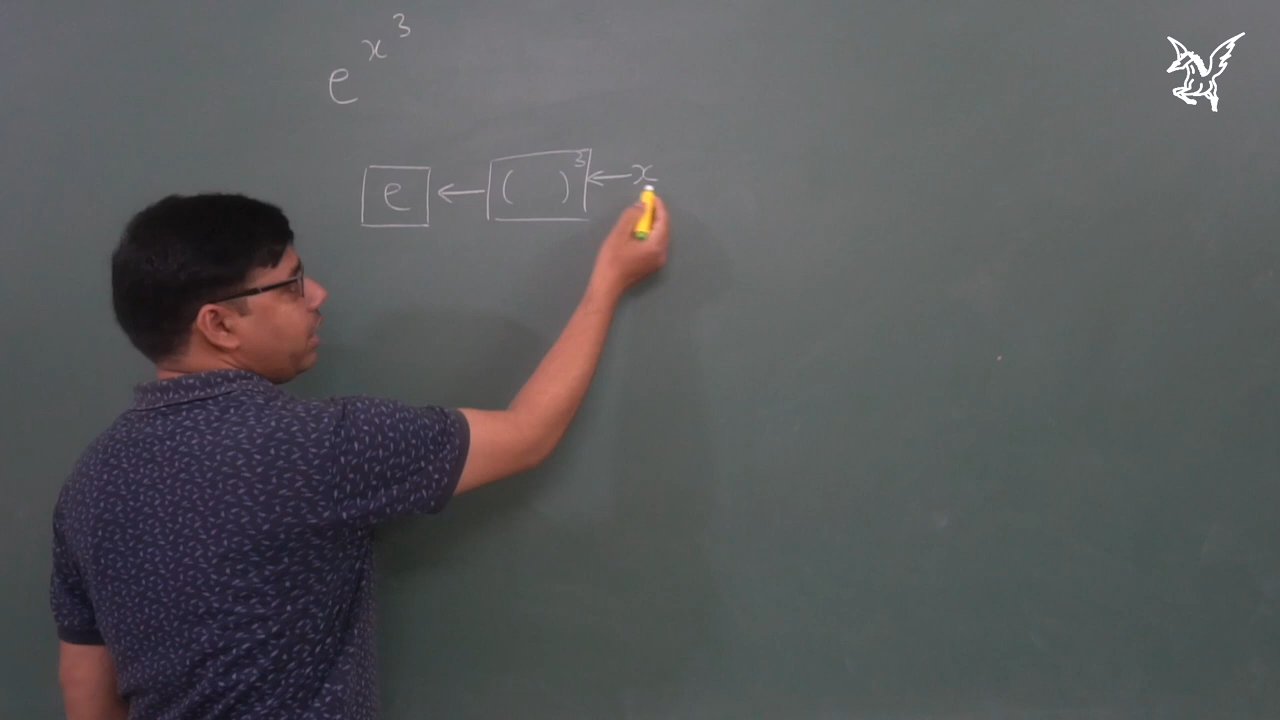 e^{x^3}
e ← ( )^3 ← x